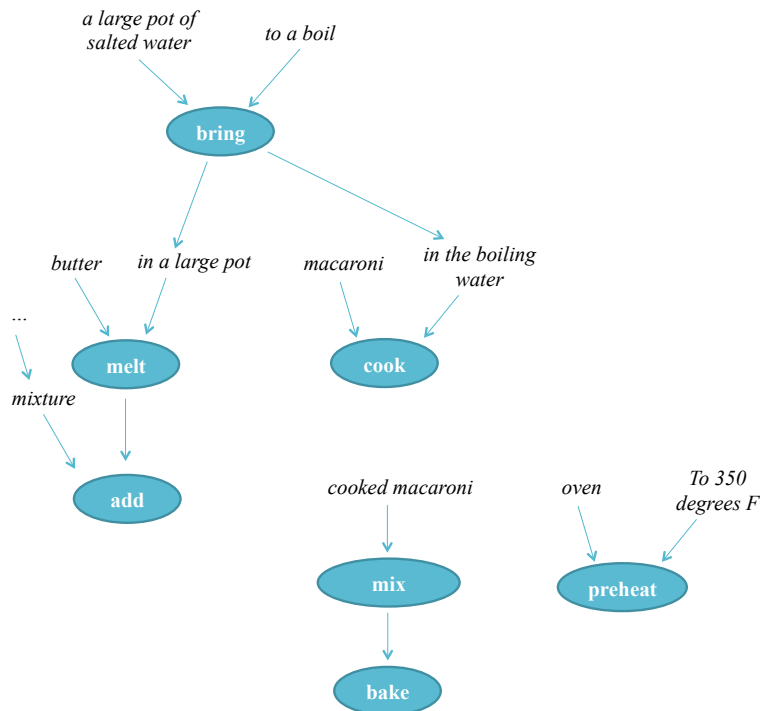 a large pot of
salted water
to a boil
bring
butter
in a large pot
macaroni
in the boiling
water
...
melt
cook
mixture
add
cooked macaroni
oven
To 350
degrees F
mix
preheat
bake